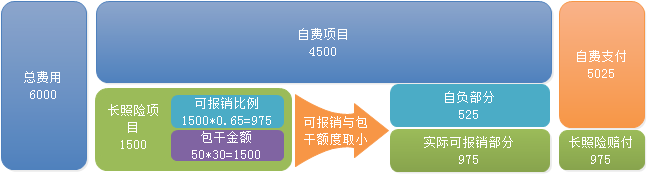 总费用
6000
自费项目
4500
长照险项
目
1500
可报销比例
1500*0.65=975
包干金额
50*30=1500
可报销与包
干额度取小
自负部分
525
实际可报销部分
975
自费支付
5025
长照险赔付
975